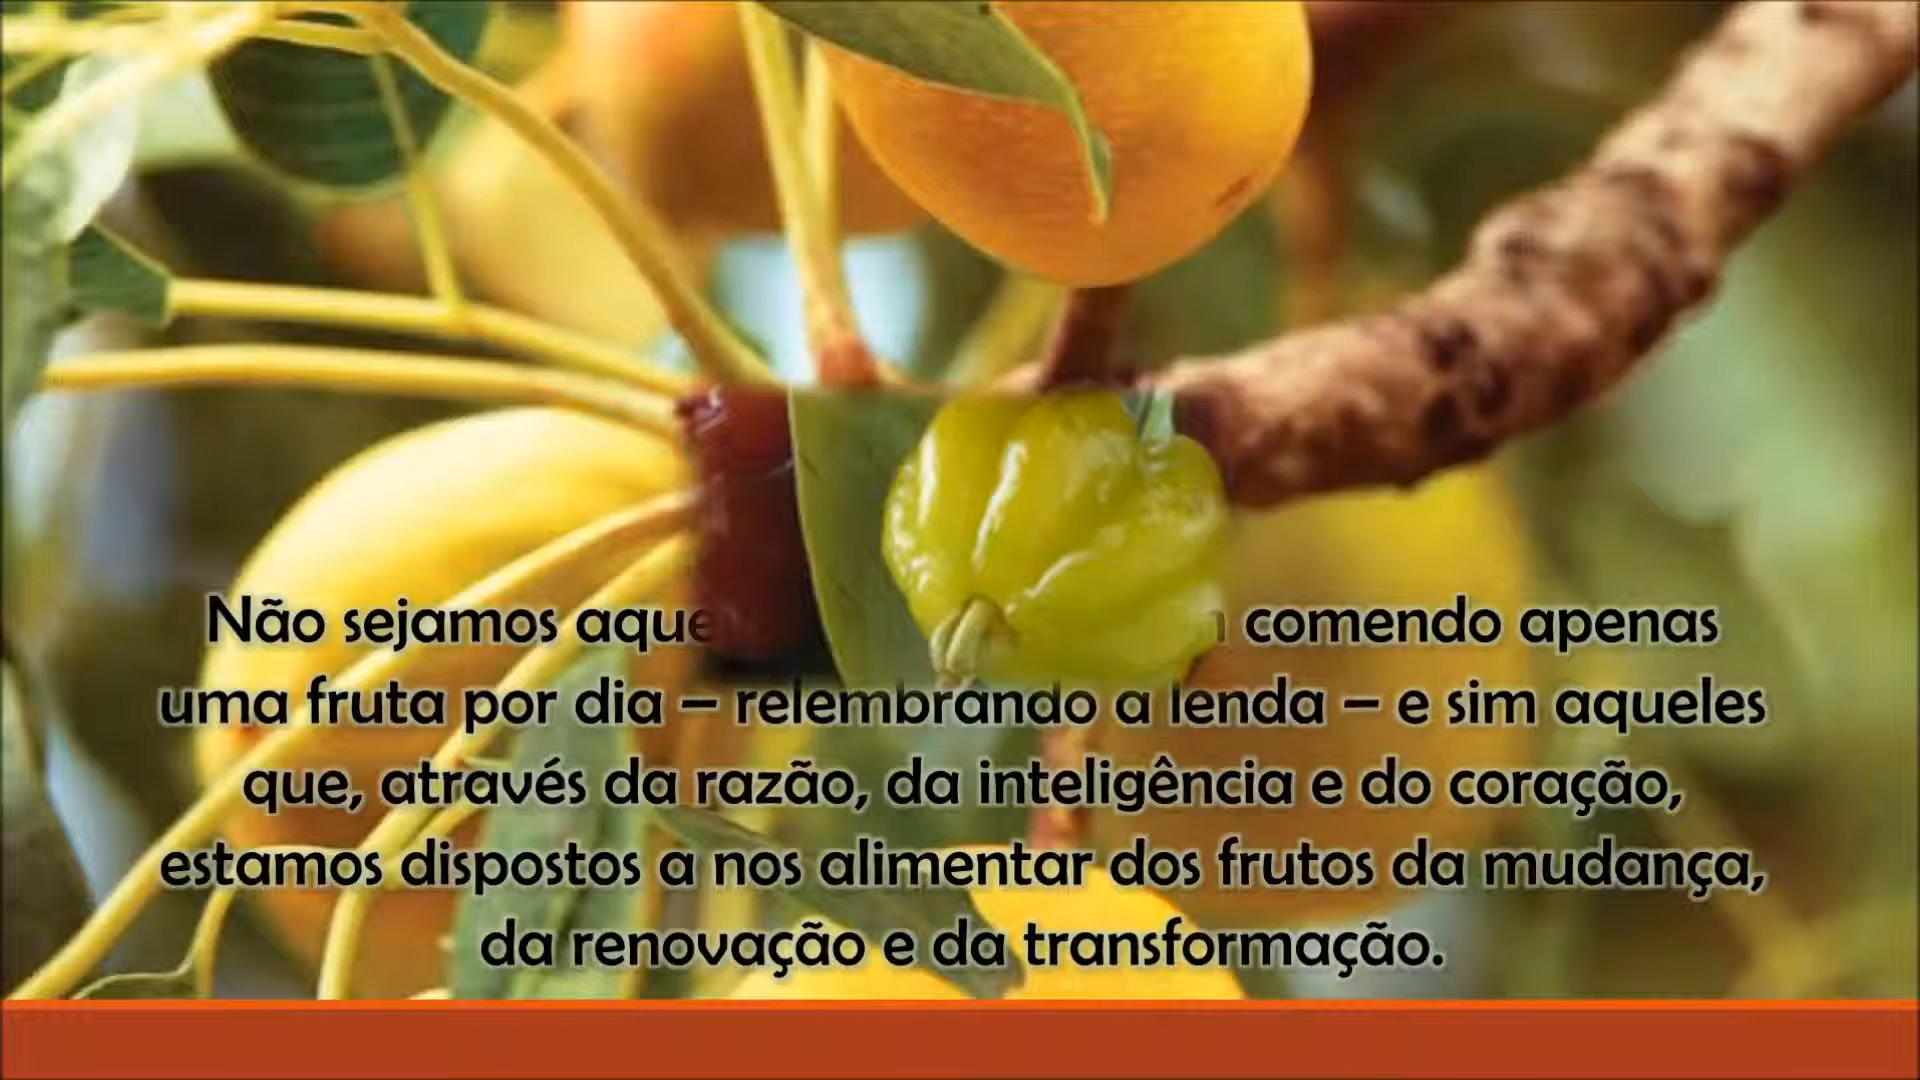 Não sejamos comendo apenas
uma fruta por dia – relembrando a lenda – e sim aqueles
que, através da razão, da inteligência e do coração,
estamos dispostos a nos alimentar dos frutos da mudança,
da renovação e da transformação.